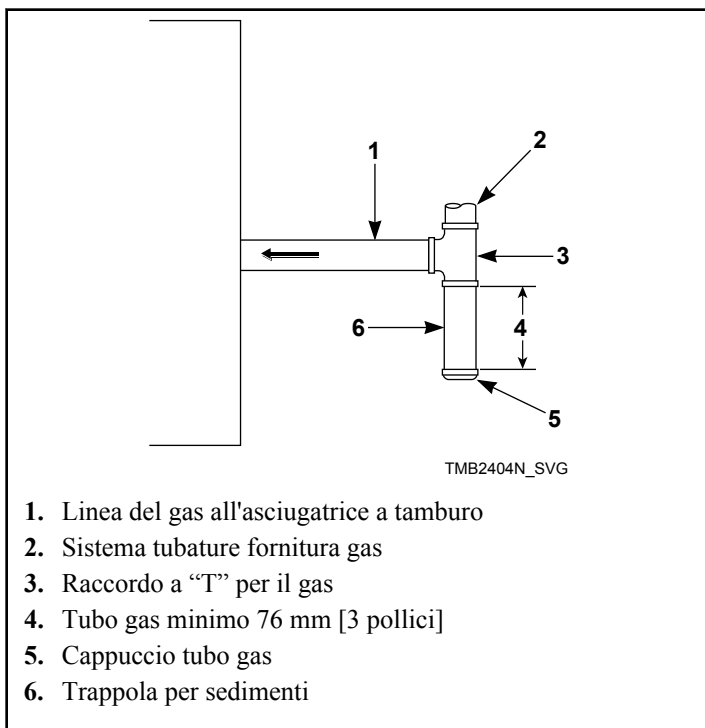 1
2
3
4
6
5
TMB2404N_SVG
1. Linea del gas all'asciugatrice a tamburo
2. Sistema tubature fornitura gas
3. Raccordo a “T” per il gas
4. Tubo gas minimo 76 mm [3 pollici]
5. Cappuccio tubo gas
6. Trappola per sedimenti